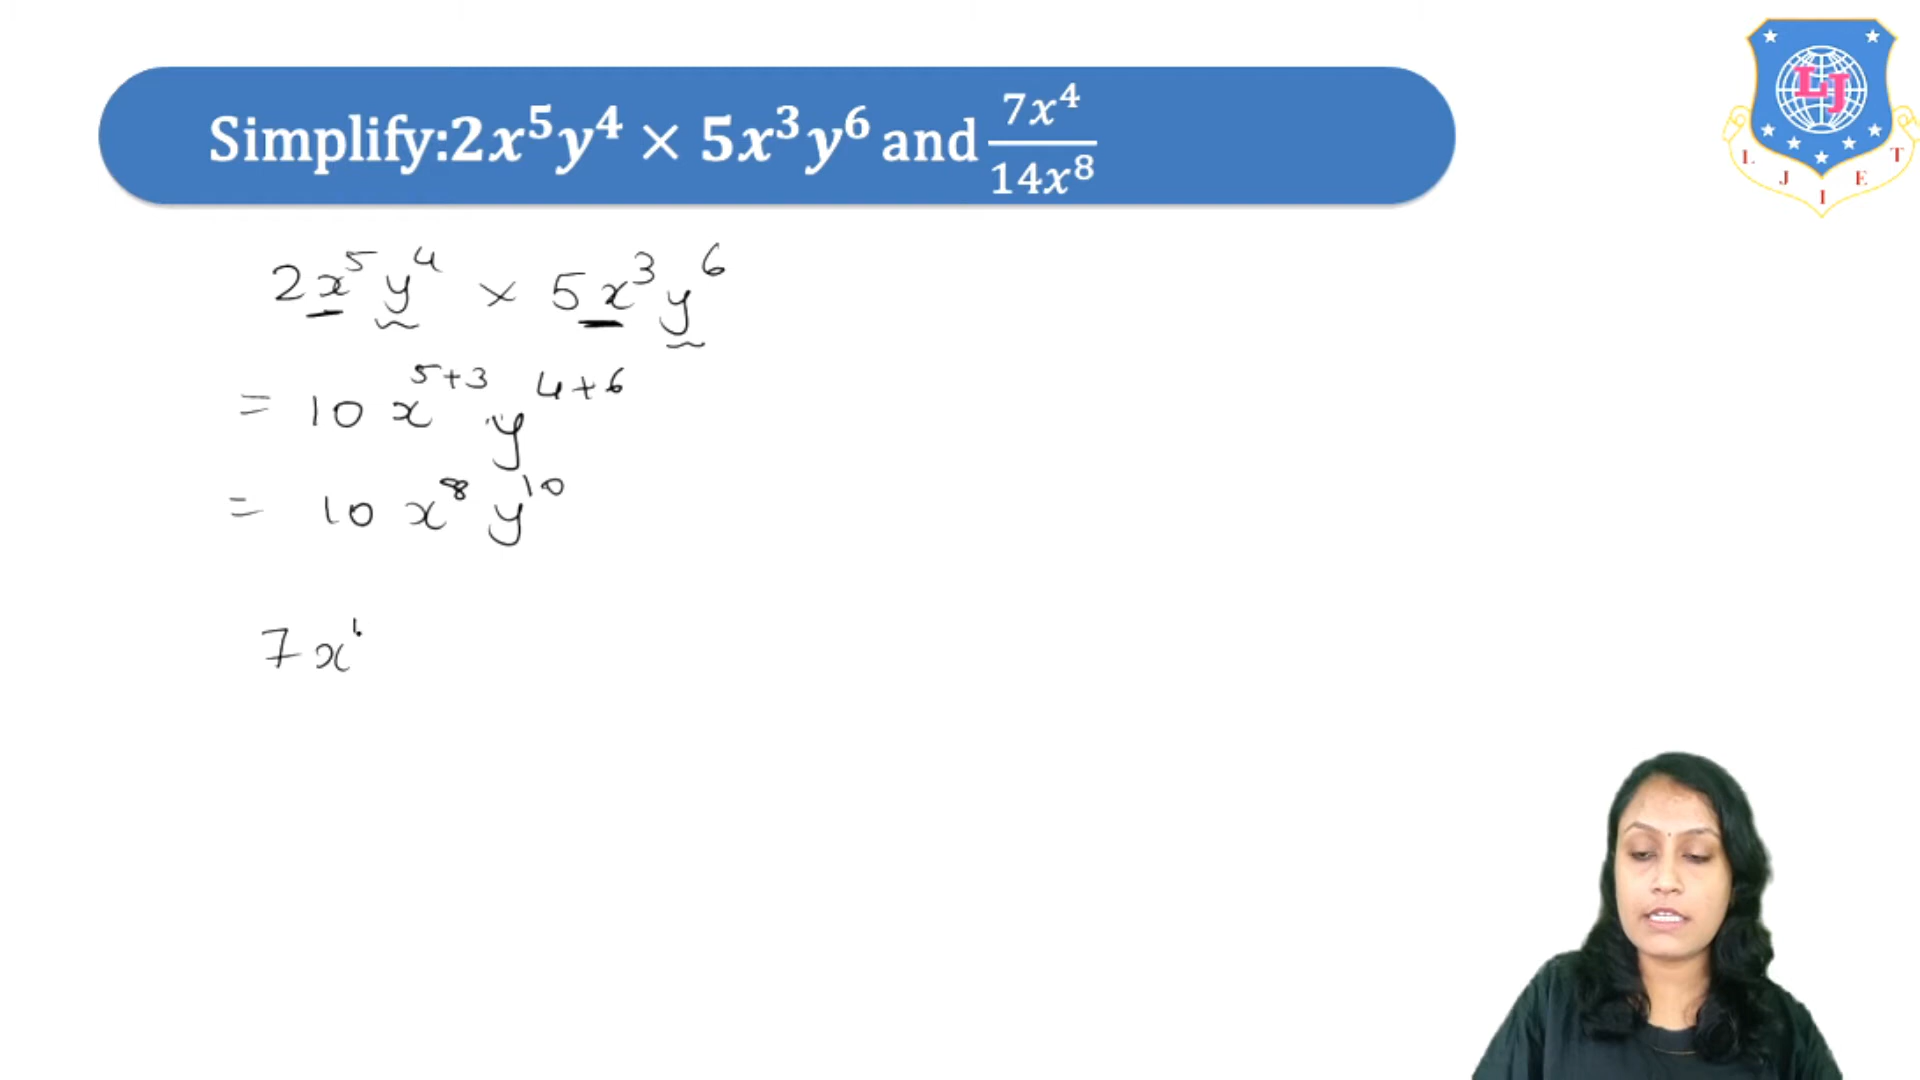 Simplify:2x⁵y⁴ × 5x³y⁶ and 7x⁴/14x⁸
LJ
L J I E T
2x⁵y⁴ × 5x³y⁶
= 10 x⁵⁺³ y⁴⁺⁶
= 10 x⁸ y¹⁰
7x